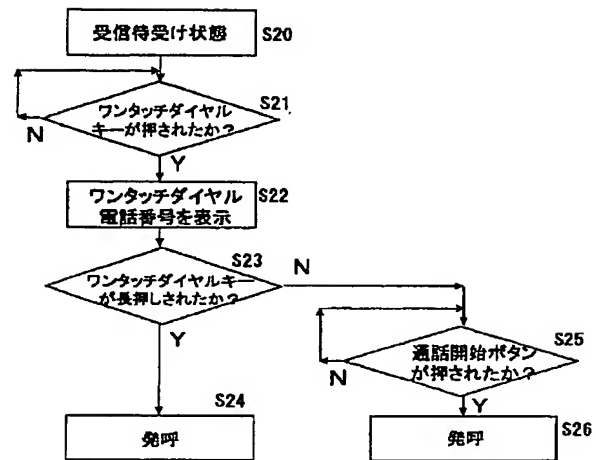 受信待受け状態
S20
ワンタッチダイヤル
キーが押されたか？
S21
N
Y
ワンタッチダイヤル
電話番号を表示
S22
ワンタッチダイヤルキー
が長押しされたか？
S23
N
Y
通話開始ボタン
が押されたか？
S25
N
Y
発呼
S24
発呼
S26